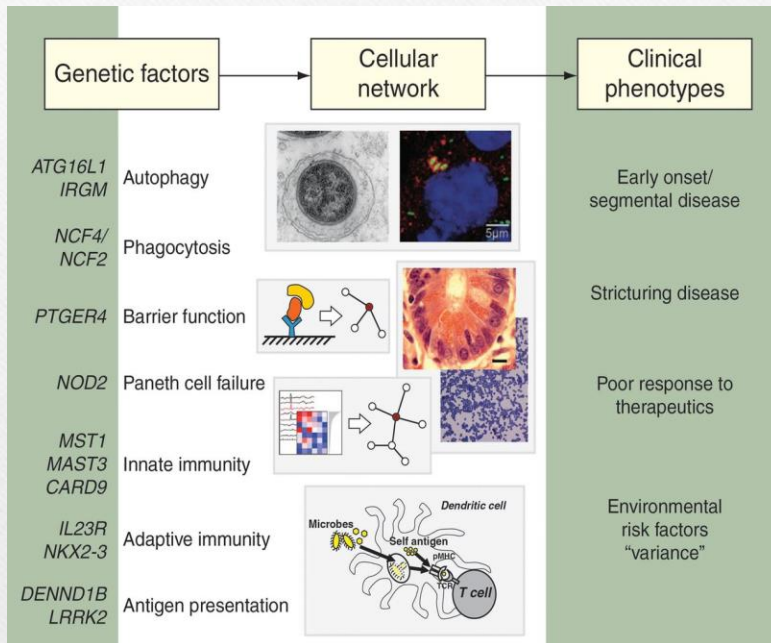 Genetic factors
Cellular
network
Clinical
phenotypes
ATG16L1
IRGM
Autophagy
5µm
Early onset/
segmental disease
NCF4/
NCF2
Phagocytosis
PTGER4
Barrier function
Stricturing disease
NOD2
Paneth cell failure
Poor response to
therapeutics
MST1
MAST3
CARD9
Innate immunity
IL23R
NKX2-3
Adaptive immunity
Environmental
risk factors
“variance”
DENND1B
LRRK2
Antigen presentation
Dendritic cell
Microbes
Self antigen
pMHC
TCR
T cell